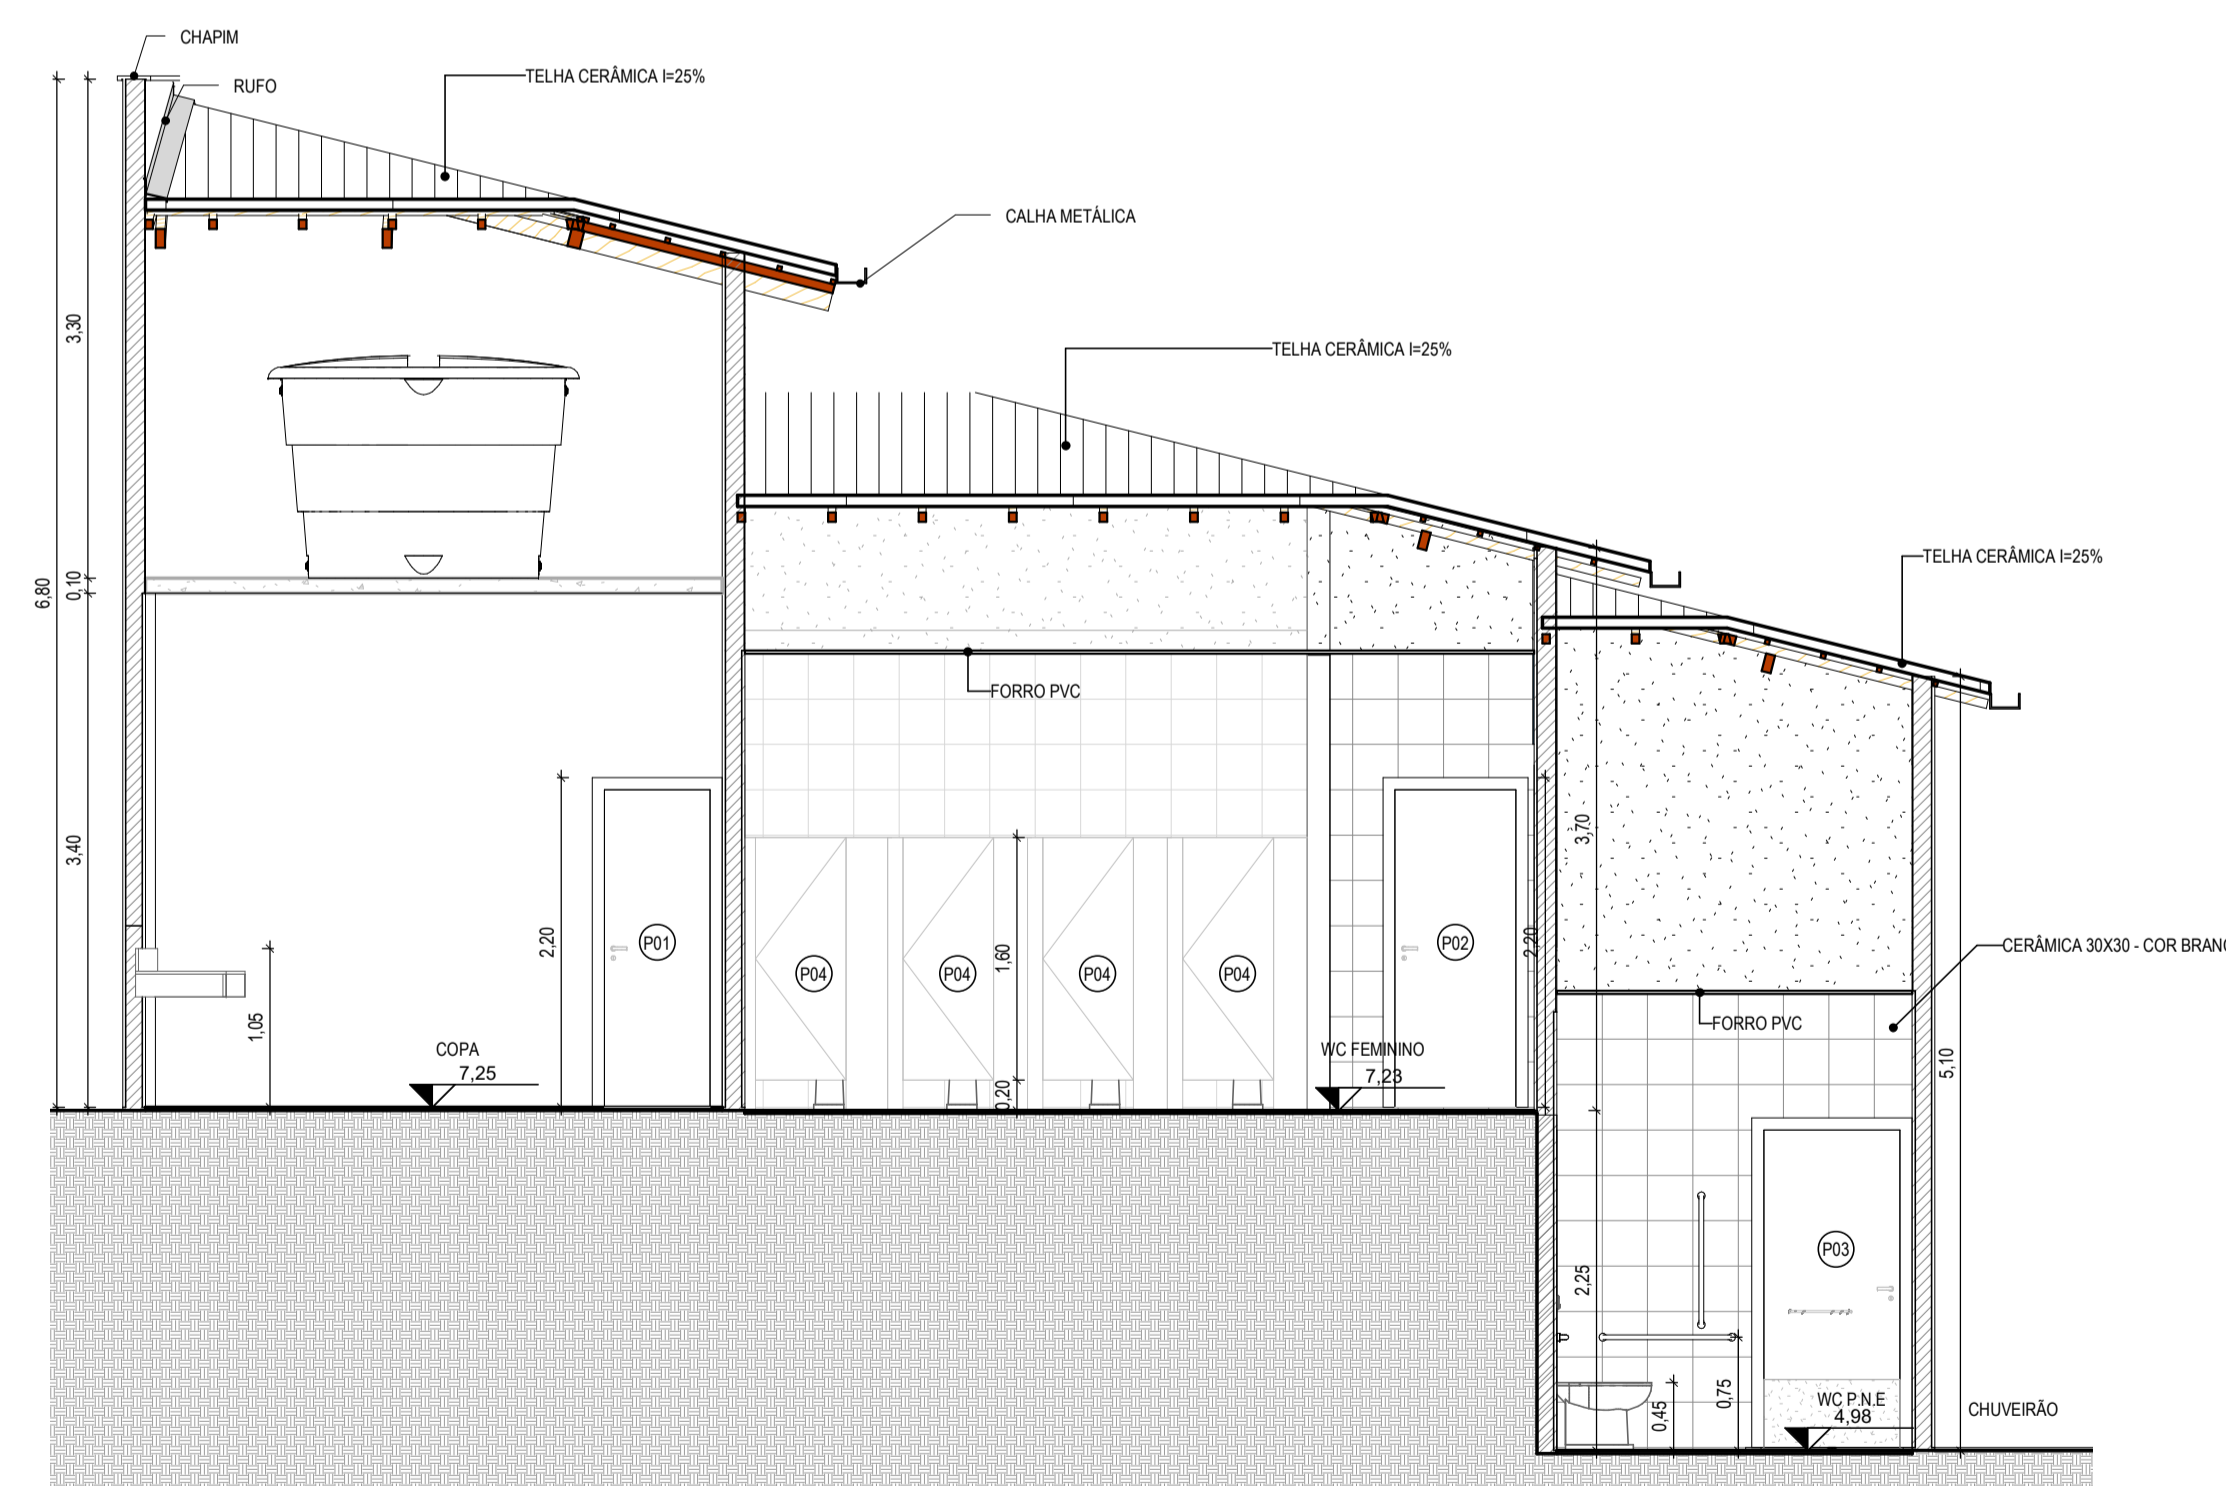 CHAPIM
TELHA CERÂMICA I=25%
RUFO
CALHA METÁLICA
3,30
TELHA CERÂMICA I=25%
TELHA CERÂMICA I=25%
6,80
0,10
FORRO PVC
3,70
3,40
2,20
P01
P04
P04
P04
P04
1,60
P02
2,20
CERÂMICA 30X30 - COR BRAN
1,05
FORRO PVC
COPA
7,25
WC FEMININO
7,23
5,10
0,20
P03
2,25
0,75
0,45
WC P.N.E
4,98
CHUVEIRÃO